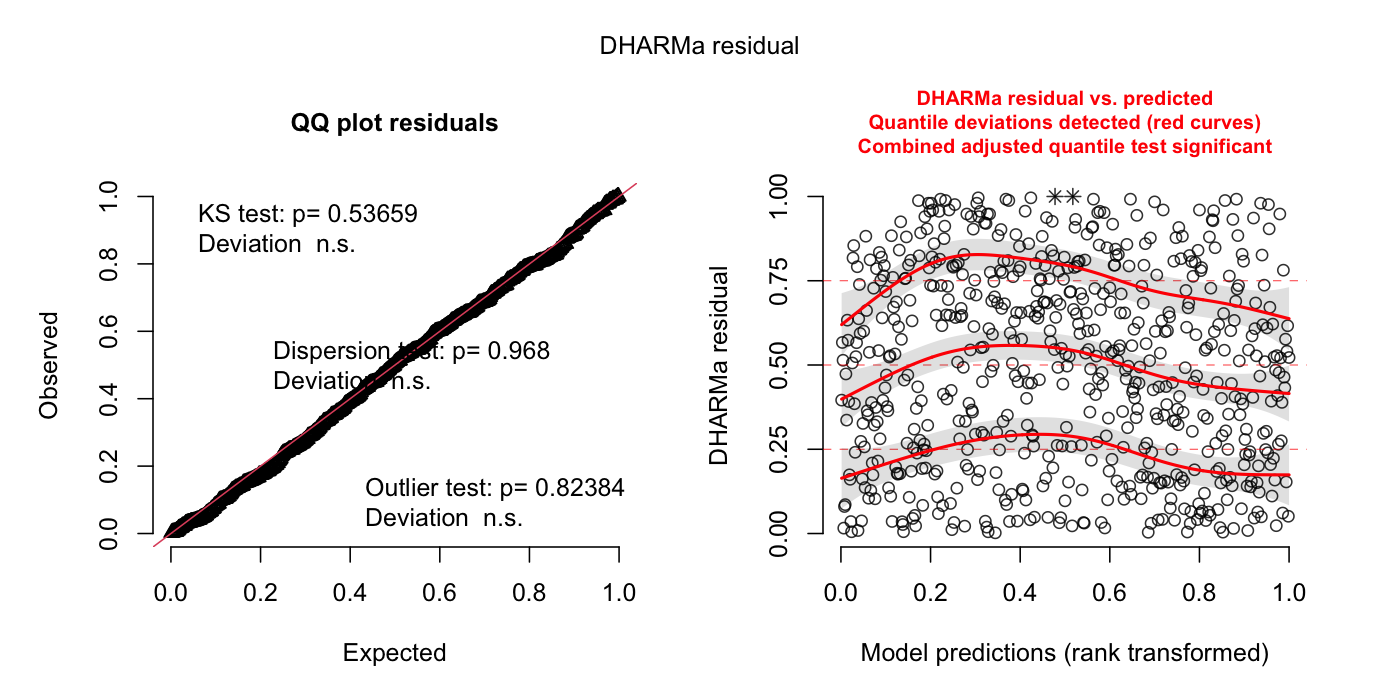 DHARMa residual
QQ plot residuals
KS test: p= 0.53659
Deviation  n.s.
Dispersion test: p= 0.968
Deviation  n.s.
Outlier test: p= 0.82384
Deviation  n.s.
Observed
0.0 0.2 0.4 0.6 0.8 1.0
0.0 0.2 0.4 0.6 0.8 1.0
Expected
DHARMa residual vs. predicted
Quantile deviations detected (red curves)
Combined adjusted quantile test significant
DHARMa residual
0.00 0.25 0.50 0.75 1.00
0.0 0.2 0.4 0.6 0.8 1.0
Model predictions (rank transformed)